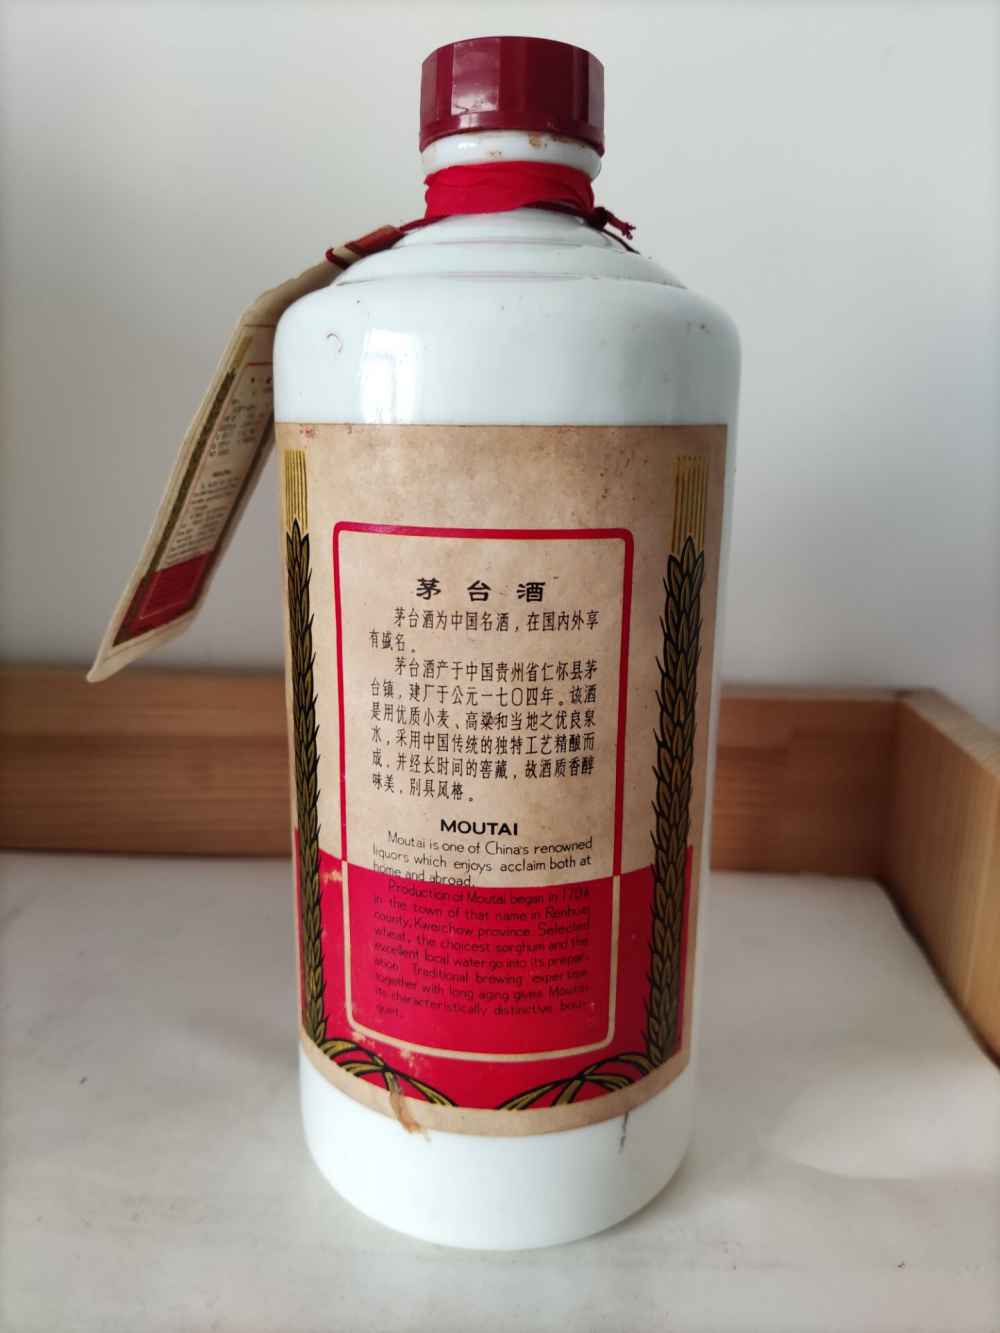 茅台酒
茅台酒为中国名酒，在国内外享
有盛名。
茅台酒产于中国贵州省仁怀县茅
台镇，建厂于公元一七〇四年。该酒
是用优质小麦、高粱和当地之优良泉
水，采用中国传统的独特工艺精酿而
成，并经长时间的窖藏，故酒质香醇
味美，别具风格。
MOUTAI
Moutai is one of China's renowned
liquors which enjoys acclaim both at
home and abroad.
Production of Moutai began in 1704
in the town of that name in Renhuai
county, Kweichow province. Selected
wheat, the choicest sorghum and the
excellent local water go into its prepar-
ation. Traditional brewing expertise
together with long aging gives Moutai
its characteristically distinctive bou-
quet.